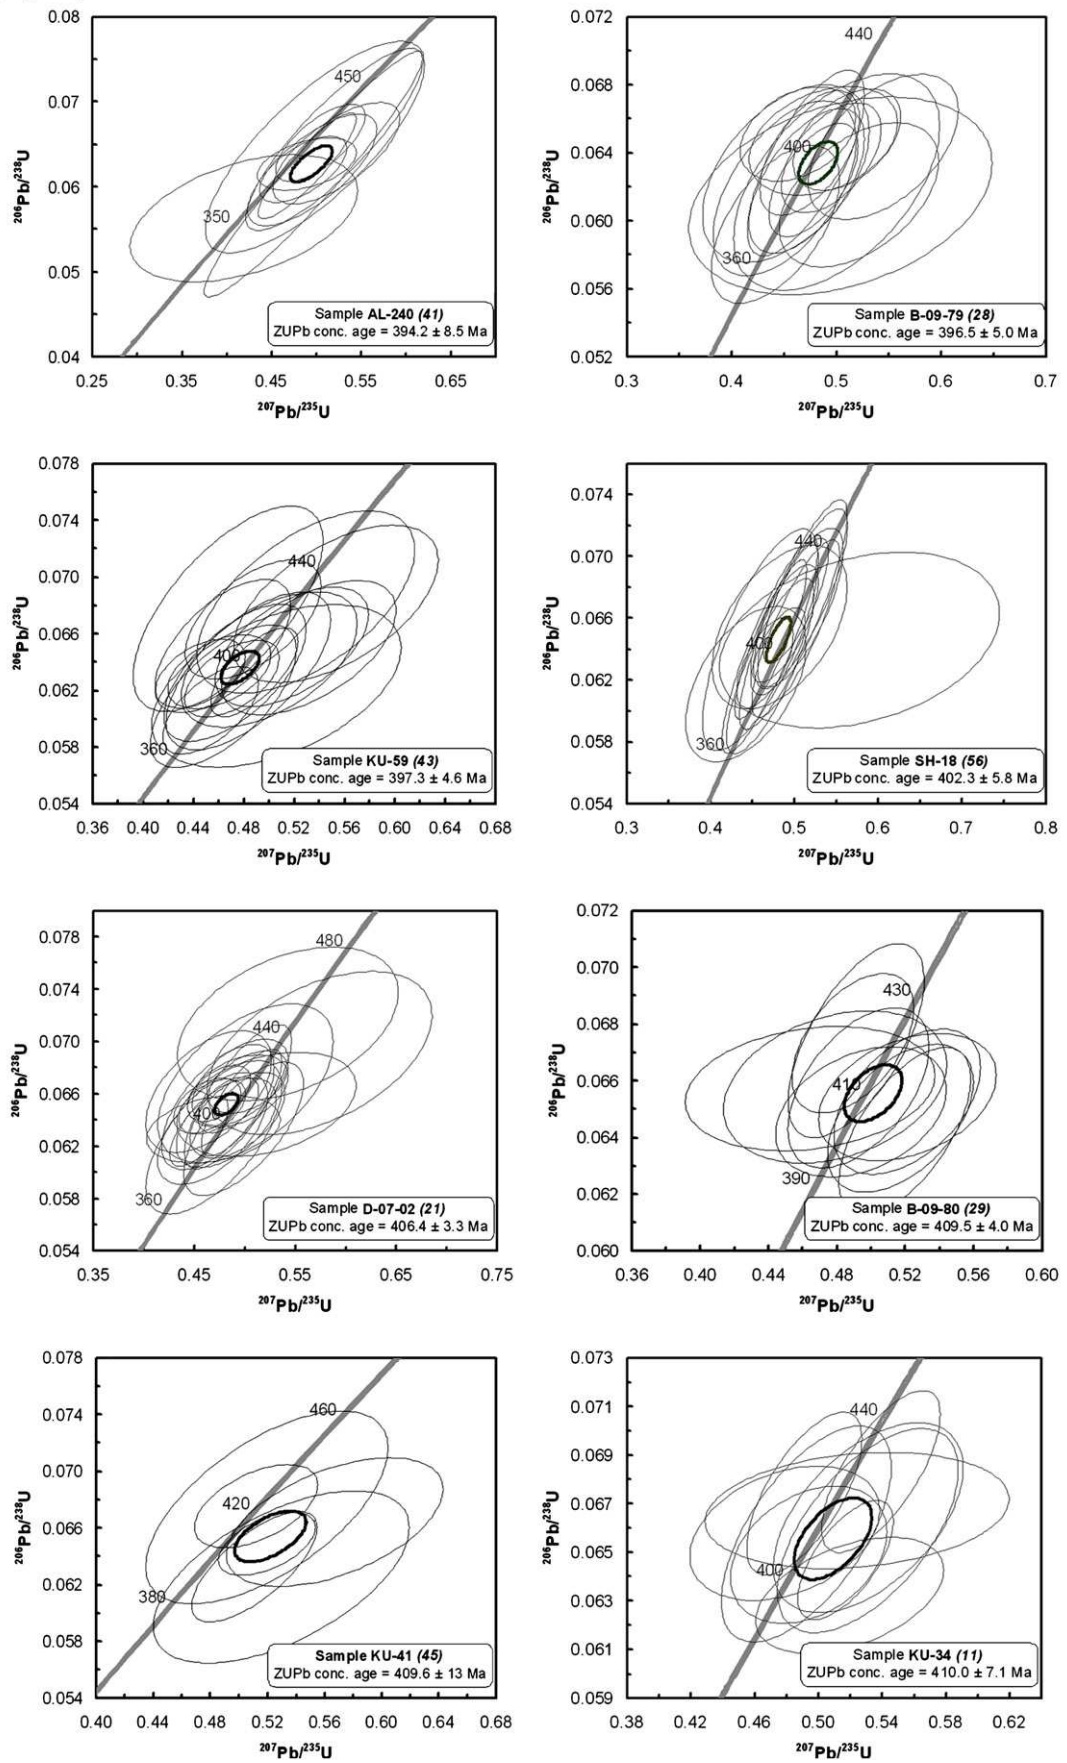 0.08
0.07
0.06
0.05
0.04
206Pb/238U
450
350
Sample AL-240 (41)
ZUPb conc. age = 394.2 ± 8.5 Ma
0.25 0.35 0.45 0.55 0.65
207Pb/235U
0.072
0.068
0.064
0.060
0.056
0.052
206Pb/238U
440
400
360
Sample B-09-79 (28)
ZUPb conc. age = 396.5 ± 5.0 Ma
0.3 0.4 0.5 0.6 0.7
207Pb/235U
0.078
0.074
0.070
0.066
0.062
0.058
0.054
206Pb/238U
440
400
360
Sample KU-59 (43)
ZUPb conc. age = 397.3 ± 4.6 Ma
0.36 0.40 0.44 0.48 0.52 0.56 0.60 0.64 0.68
207Pb/235U
0.074
0.070
0.066
0.062
0.058
0.054
206Pb/238U
440
400
360
Sample SH-18 (56)
ZUPb conc. age = 402.3 ± 5.8 Ma
0.3 0.4 0.5 0.6 0.7 0.8
207Pb/235U
0.078
0.074
0.070
0.066
0.062
0.058
0.054
206Pb/238U
480
440
400
360
Sample D-07-02 (21)
ZUPb conc. age = 406.4 ± 3.3 Ma
0.35 0.45 0.55 0.65 0.75
207Pb/235U
0.072
0.070
0.068
0.066
0.064
0.062
0.060
206Pb/238U
430
410
390
Sample B-09-80 (29)
ZUPb conc. age = 409.5 ± 4.0 Ma
0.36 0.40 0.44 0.48 0.52 0.56 0.60
207Pb/235U
0.078
0.074
0.070
0.066
0.062
0.058
0.054
206Pb/238U
460
420
380
Sample KU-41 (45)
ZUPb conc. age = 409.6 ± 13 Ma
0.40 0.44 0.48 0.52 0.56 0.60 0.64 0.68
207Pb/235U
0.073
0.071
0.069
0.067
0.065
0.063
0.061
0.059
206Pb/238U
440
400
Sample KU-34 (11)
ZUPb conc. age = 410.0 ± 7.1 Ma
0.38 0.42 0.46 0.50 0.54 0.58 0.62
207Pb/235U